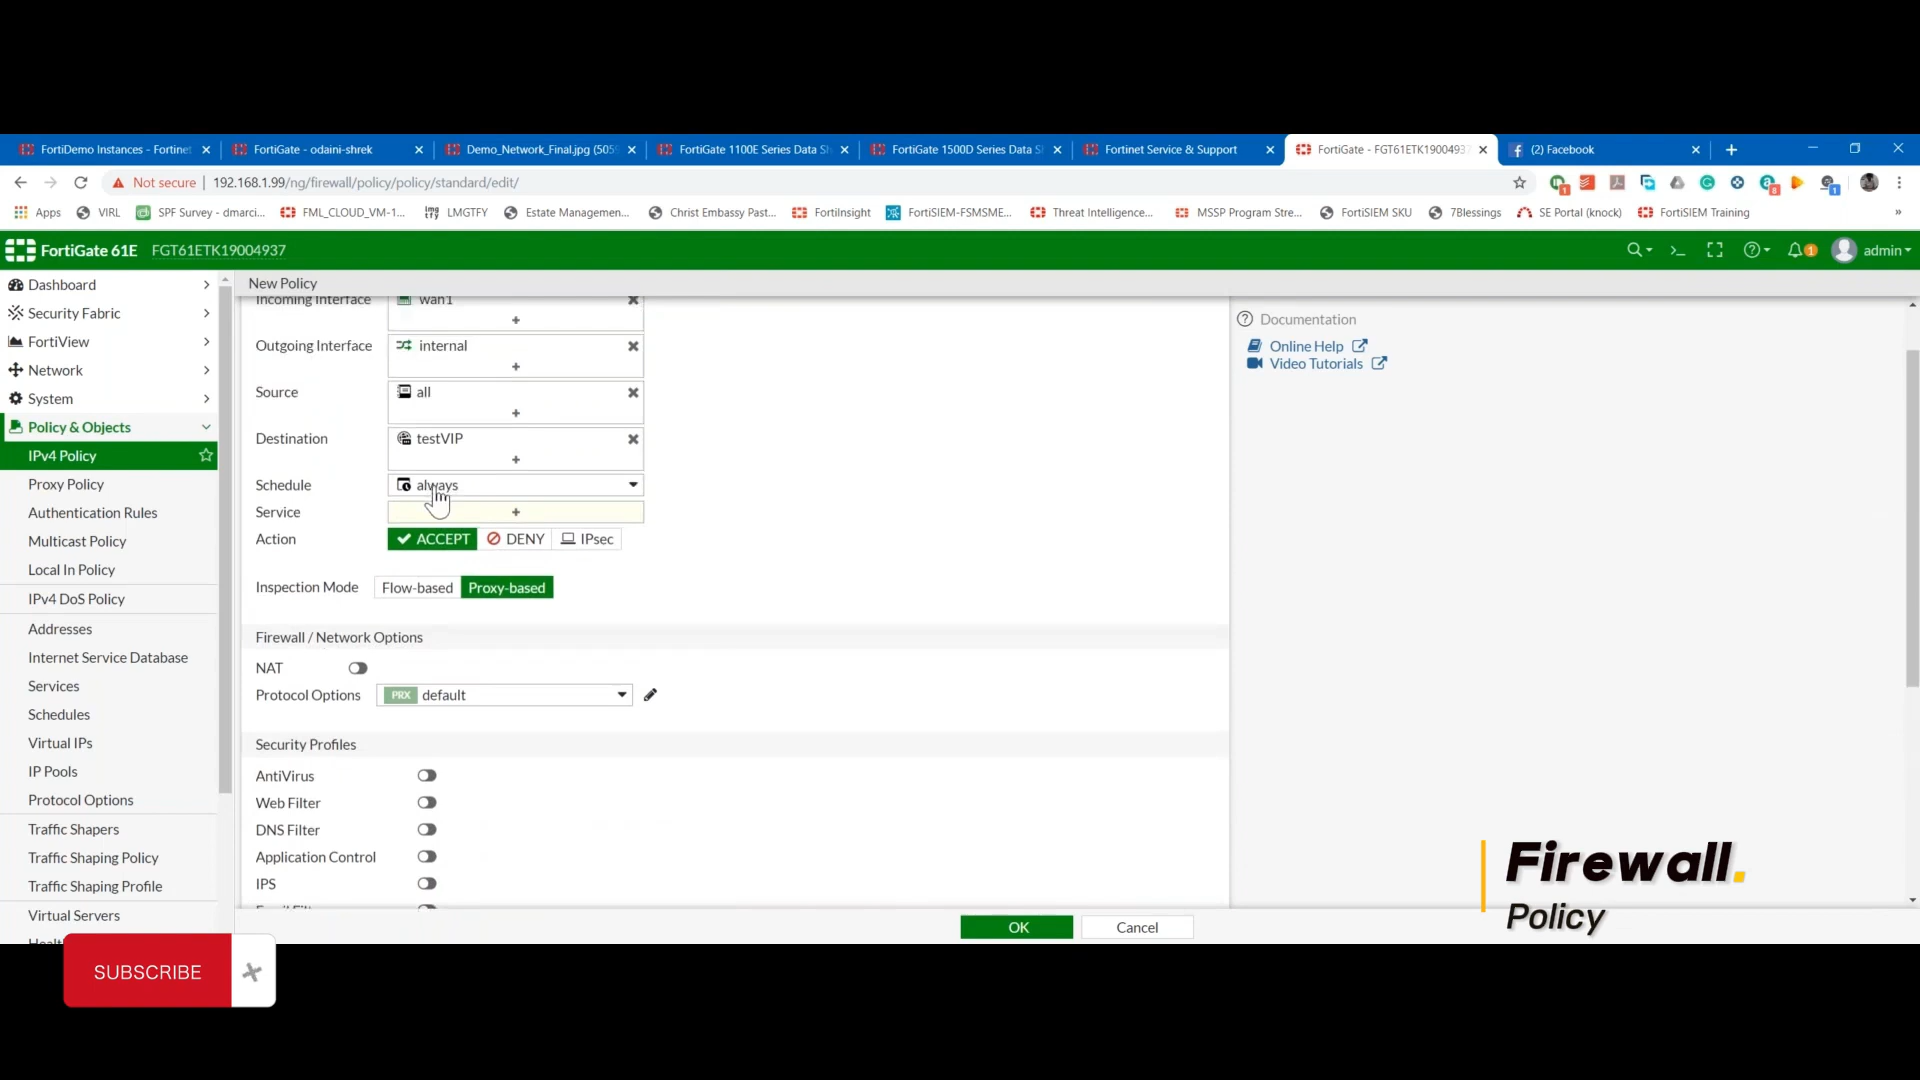 FortiDemo Instances - Fortinet
FortiGate - odaini-shrek
Demo_Network_Final.jpg (505
FortiGate 1100E Series Data Sh
FortiGate 1500D Series Data S
Fortinet Service & Support
FortiGate - FGT61ETK19004937
(2) Facebook
Not secure | 192.168.1.99/ng/firewall/policy/policy/standard/edit/
Apps
VIRL
SPF Survey - dmarci...
FML_CLOUD_VM-1...
LMGTFY
Estate Managemen...
Christ Embassy Past...
FortiInsight
FortiSIEM-FSMSME...
Threat Intelligence...
MSSP Program Stre...
FortiSIEM SKU
7Blessings
SE Portal (knock)
FortiSIEM Training
FortiGate 61E
FGT61ETK19004937
1
admin
Dashboard
Security Fabric
FortiView
Network
System
Policy & Objects
IPv4 Policy
Proxy Policy
Authentication Rules
Multicast Policy
Local In Policy
IPv4 DoS Policy
Addresses
Internet Service Database
Services
Schedules
Virtual IPs
IP Pools
Protocol Options
Traffic Shapers
Traffic Shaping Policy
Traffic Shaping Profile
Virtual Servers
New Policy
Incoming Interface
wan1
Outgoing Interface
internal
Source
all
Destination
testVIP
Schedule
always
Service
Action
ACCEPT
DENY
IPsec
Inspection Mode
Flow-based
Proxy-based
Firewall / Network Options
NAT
Protocol Options
PRX default
Security Profiles
AntiVirus
Web Filter
DNS Filter
Application Control
IPS
OK
Cancel
Documentation
Online Help
Video Tutorials
Firewall.
Policy
SUBSCRIBE